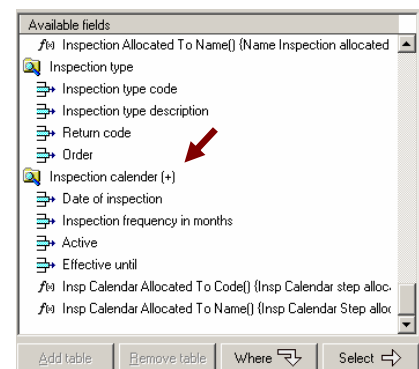 Available fields
f(x) Inspection Allocated To Name() {Name Inspection allocated
Inspection type
Inspection type code
Inspection type description
Return code
Order
Inspection calender (+)
Date of inspection
Inspection frequency in months
Active
Effective until
f(x) Insp Calendar Allocated To Code() {Insp Calendar step alloc
f(x) Insp Calendar Allocated To Name() {Insp Calendar Step alloc
Add table Remove table Where Select